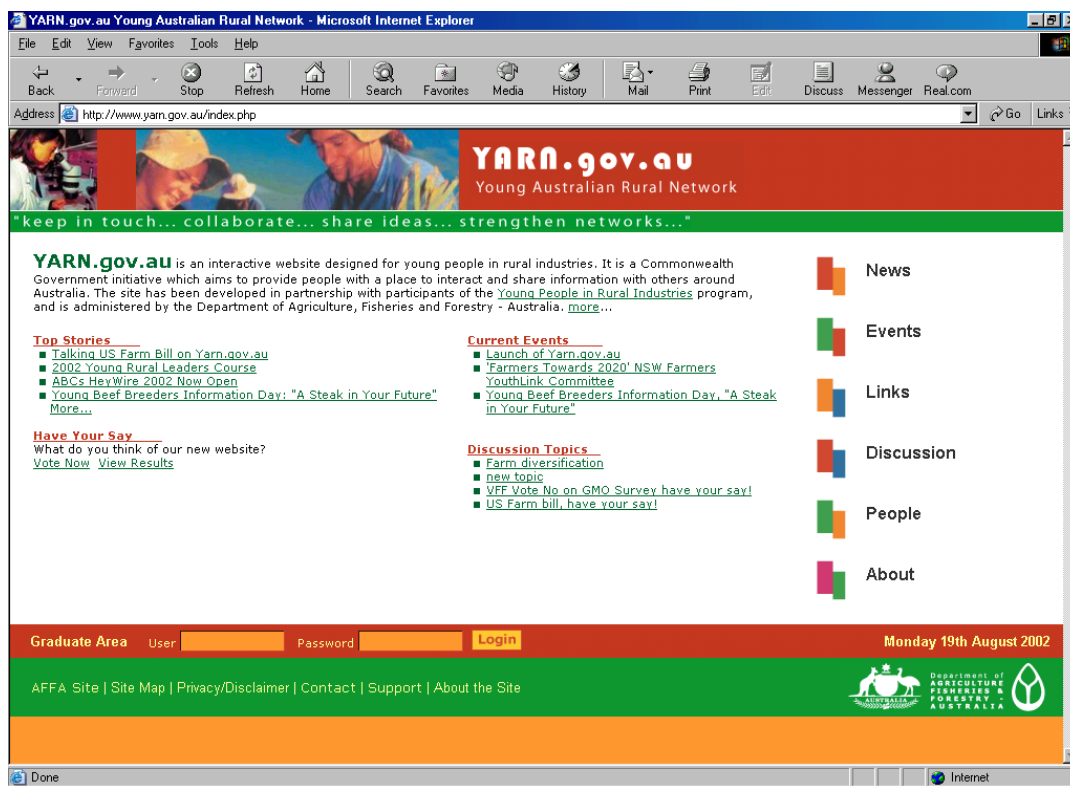 YARN.gov.au Young Australian Rural Network - Microsoft Internet Explorer
File Edit View Favorites Tools Help
Back Forward Stop Refresh Home Search Favorites Media History Mail Print Edit Discuss Messenger Real.com
Address http://www.yarn.gov.au/index.php Go Links
YARN.gov.au
Young Australian Rural Network
"keep in touch... collaborate... share ideas... strengthen networks..."
YARN.gov.au is an interactive website designed for young people in rural industries. It is a Commonwealth
Government initiative which aims to provide people with a place to interact and share information with others around
Australia. The site has been developed in partnership with participants of the Young People in Rural Industries program,
and is administered by the Department of Agriculture, Fisheries and Forestry - Australia. more...
Top Stories
Talking US Farm Bill on Yarn.gov.au
2002 Young Rural Leaders Course
ABCs HeyWire 2002 Now Open
Young Beef Breeders Information Day: "A Steak in Your Future"
More...
Have Your Say
What do you think of our new website?
Vote Now View Results
Current Events
Launch of Yarn.gov.au
'Farmers Towards 2020' NSW Farmers
YouthLink Committee
Young Beef Breeders Information Day, "A Steak
in Your Future"
Discussion Topics
Farm diversification
new topic
VFF Vote No on GMO Survey have your say!
US Farm bill, have your say!
News
Events
Links
Discussion
People
About
Graduate Area User Password Login Monday 19th August 2002
AFFA Site | Site Map | Privacy/Disclaimer | Contact | Support | About the Site
AUSTRALIA
Department of
AGRICULTURE
FISHERIES &
FORESTRY -
AUSTRALIA
Done Internet